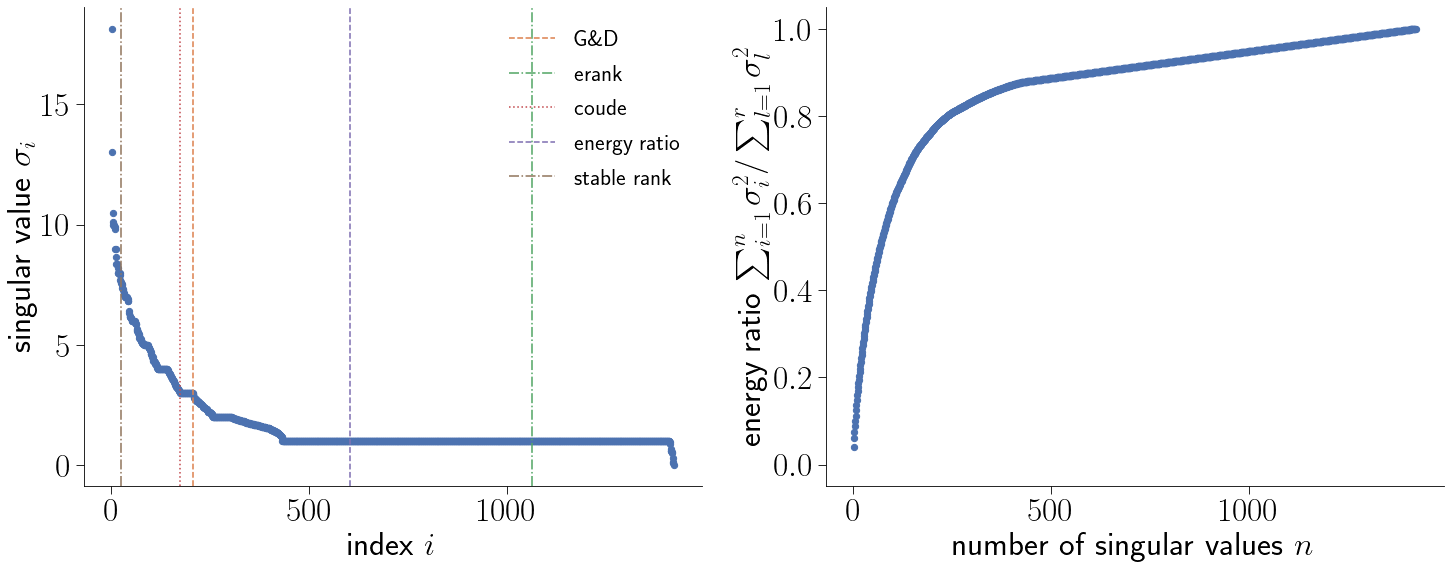 singular value σ_i
15
10
5
0
0 500 1000
index i
G&D
erank
coude
energy ratio
stable rank
energy ratio ∑_{i=1}^{n} σ_i^2 / ∑_{l=1}^{r} σ_l^2
1.0
0.8
0.6
0.4
0.2
0.0
0 500 1000
number of singular values n